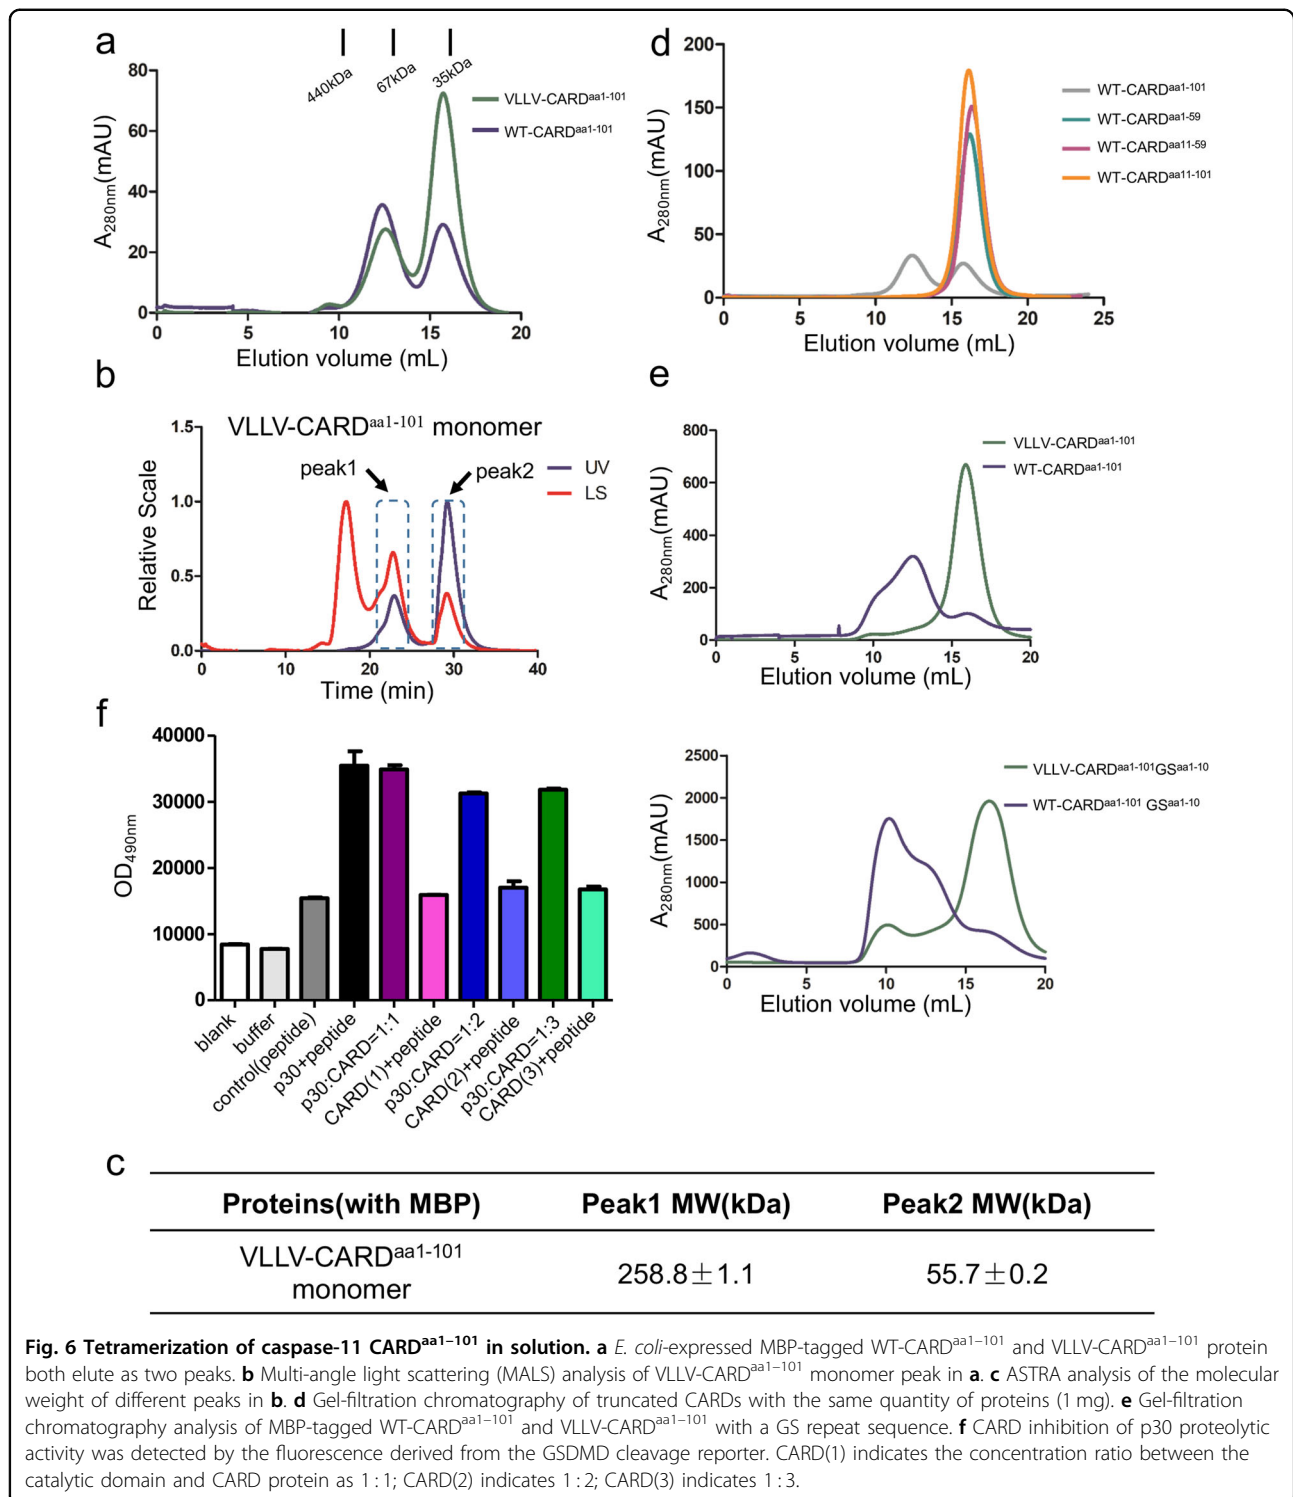 a
440kDa
67kDa
35kDa
80
60
40
20
0
A280nm(mAU)
0 5 10 15 20
Elution volume (mL)
VLLV-CARDaa1-101
WT-CARDaa1-101
d
200
150
100
50
0
A280nm(mAU)
0 5 10 15 20 25
Elution volume (mL)
WT-CARDaa1-101
WT-CARDaa1-59
WT-CARDaa11-59
WT-CARDaa11-101
b
VLLV-CARDaa1-101 monomer
1.5
1.0
0.5
0.0
Relative Scale
peak1
peak2
UV
LS
0 10 20 30 40
Time (min)
e
800
600
400
200
0
A280nm(mAU)
0 5 10 15 20
Elution volume (mL)
VLLV-CARDaa1-101
WT-CARDaa1-101
2500
2000
1500
1000
500
0
A280nm(mAU)
0 5 10 15 20
Elution volume (mL)
VLLV-CARDaa1-101GSaa1-10
WT-CARDaa1-101 GSaa1-10
f
40000
30000
20000
10000
0
OD490nm
blank
buffer
control(peptide)
p30+peptide
p30:CARD=1:1
CARD(1)+peptide
p30:CARD=1:2
CARD(2)+peptide
p30:CARD=1:3
CARD(3)+peptide
c
Proteins(with MBP) Peak1 MW(kDa) Peak2 MW(kDa)
VLLV-CARDaa1-101
monomer
258.8±1.1 55.7±0.2
Fig. 6 Tetramerization of caspase-11 CARDaa1–101 in solution. a E. coli-expressed MBP-tagged WT-CARDaa1–101 and VLLV-CARDaa1–101 protein
both elute as two peaks. b Multi-angle light scattering (MALS) analysis of VLLV-CARDaa1–101 monomer peak in a. c ASTRA analysis of the molecular
weight of different peaks in b. d Gel-filtration chromatography of truncated CARDs with the same quantity of proteins (1 mg). e Gel-filtration
chromatography analysis of MBP-tagged WT-CARDaa1–101 and VLLV-CARDaa1–101 with a GS repeat sequence. f CARD inhibition of p30 proteolytic
activity was detected by the fluorescence derived from the GSDMD cleavage reporter. CARD(1) indicates the concentration ratio between the
catalytic domain and CARD protein as 1 : 1; CARD(2) indicates 1 : 2; CARD(3) indicates 1 : 3.